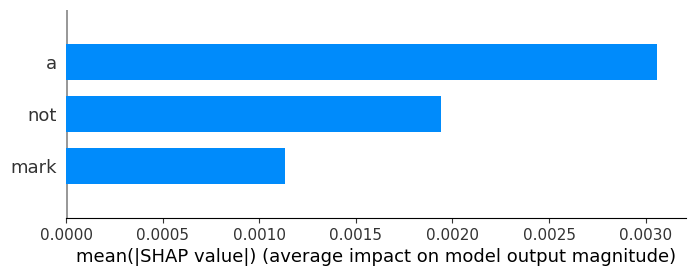 a
not
mark
0.0000 0.0005 0.0010 0.0015 0.0020 0.0025 0.0030
mean(|SHAP value|) (average impact on model output magnitude)